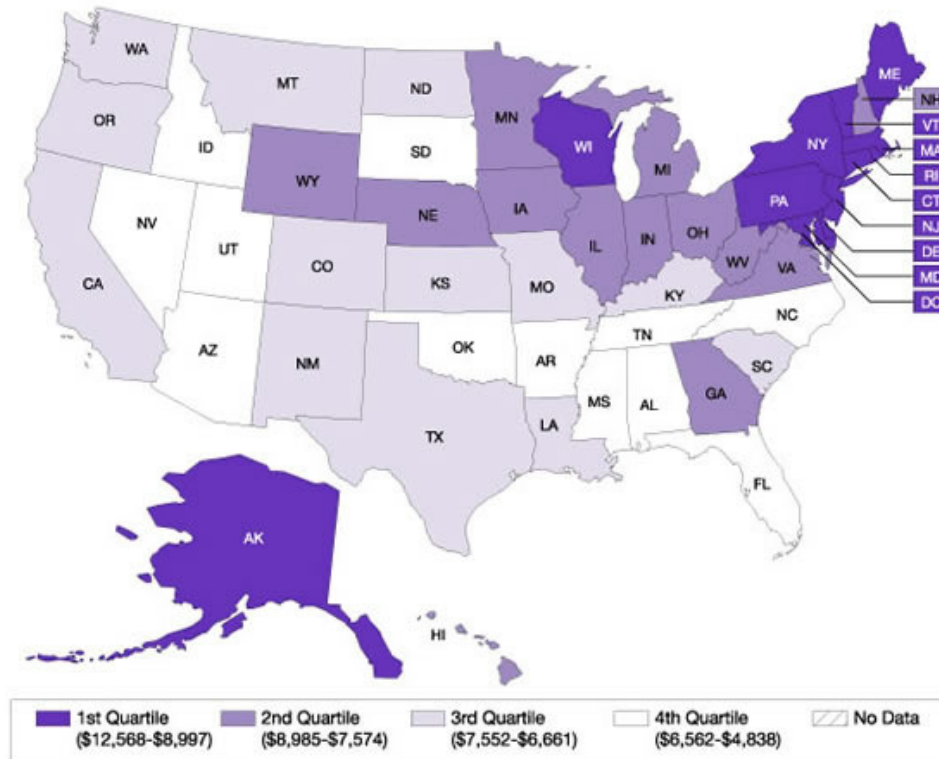 WA
MT
ND
MN
OR
ID
SD
WI
MI
NY
ME
NH
VT
MA
RI
CT
NJ
DE
MD
DC
WY
NE
IA
PA
NV
UT
CO
IL
IN
OH
WV
VA
CA
KS
MO
KY
AZ
NM
OK
AR
TN
NC
SC
TX
LA
MS
AL
GA
FL
AK
HI
1st Quartile
($12,568-$8,997)
2nd Quartile
($8,985-$7,574)
3rd Quartile
($7,552-$6,661)
4th Quartile
($6,562-$4,838)
No Data